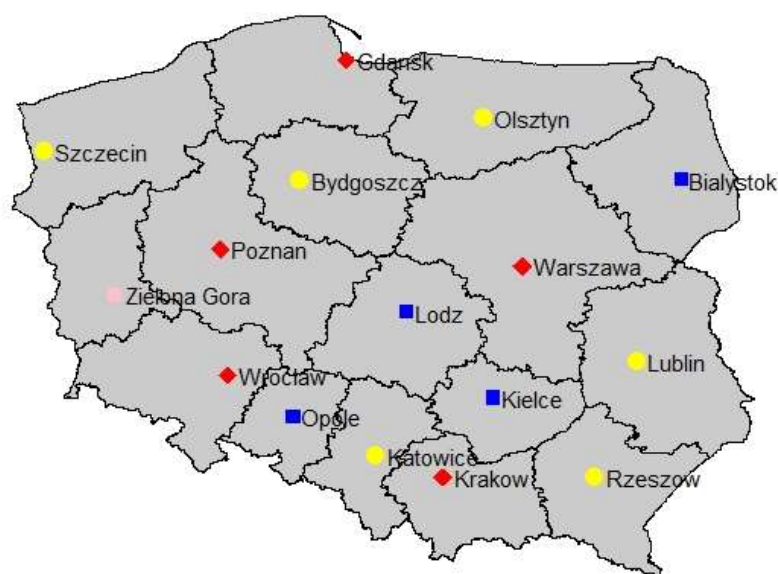 Gdansk
Olsztyn
Szczecin
Bydgoszcz
Bialystok
Poznan
Warszawa
Zielona Gora
Lodz
Lublin
Wroclaw
Kielce
Opole
Katowice
Krakow
Rzeszow